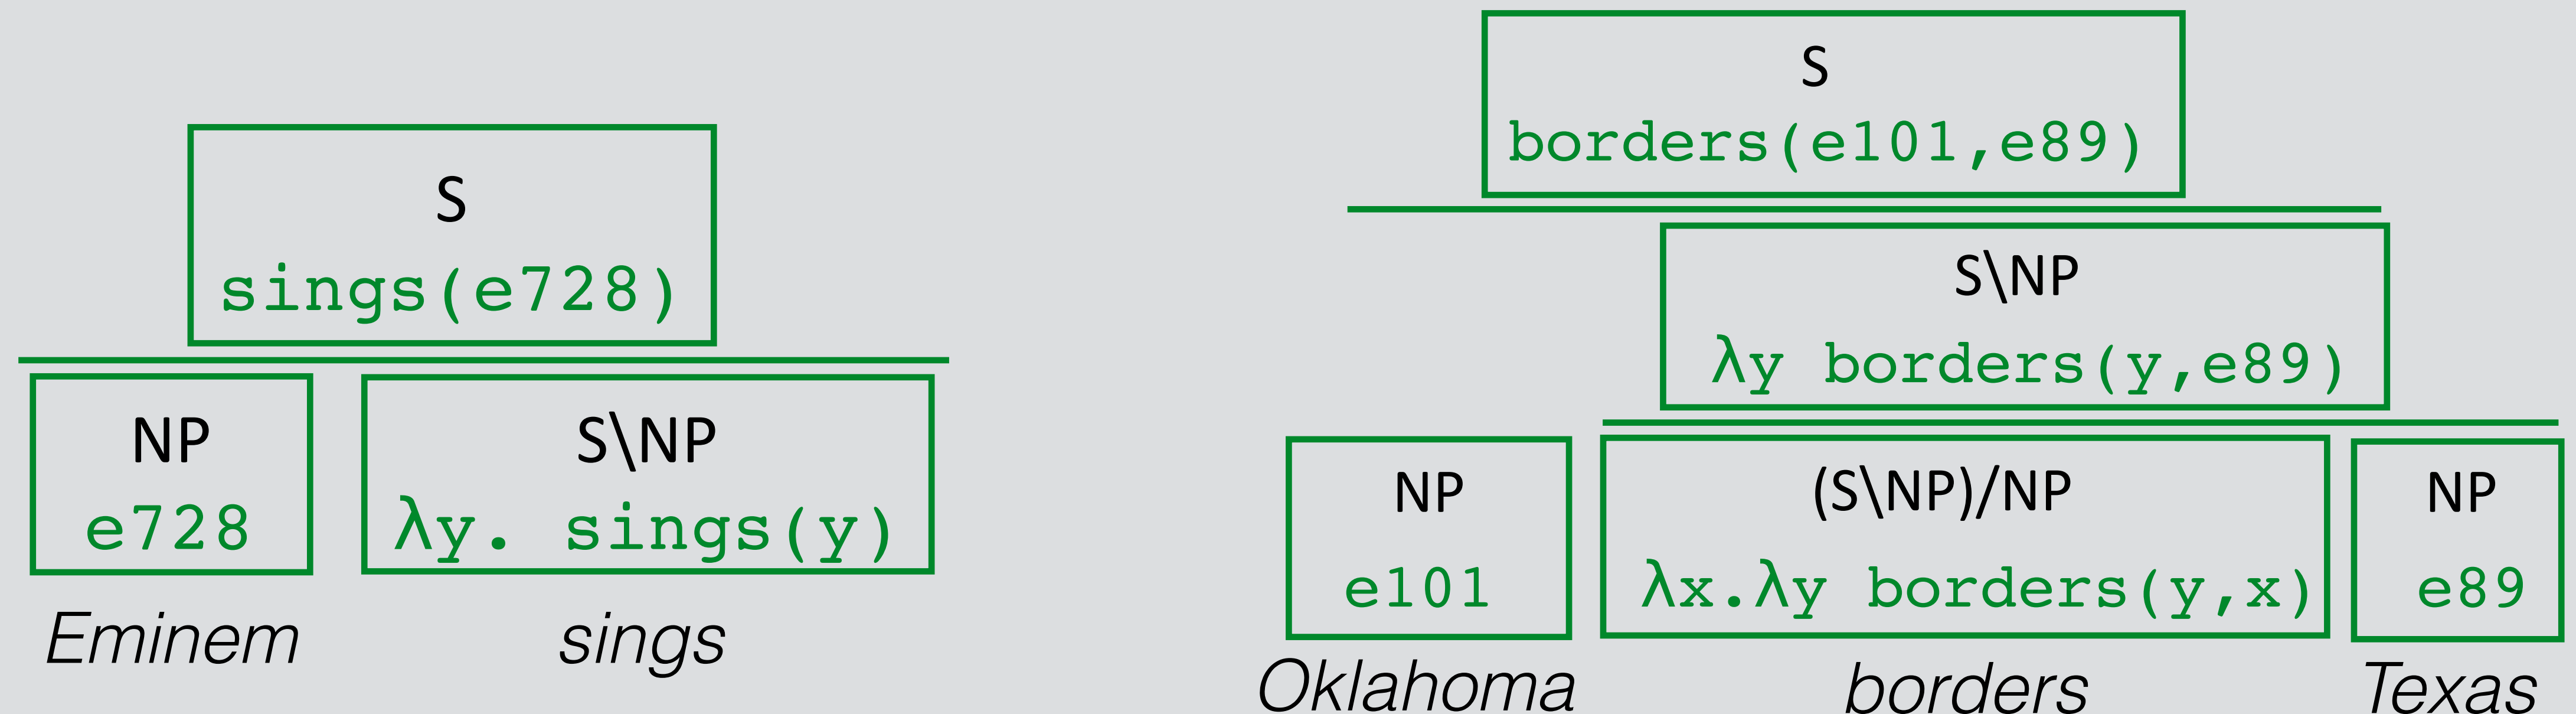 S
sings(e728)
NP
e728
S\NP
λy. sings(y)
Eminem
sings
S
borders(e101,e89)
S\NP
λy borders(y,e89)
NP
e101
(S\NP)/NP
λx.λy borders(y,x)
NP
e89
Oklahoma
borders
Texas